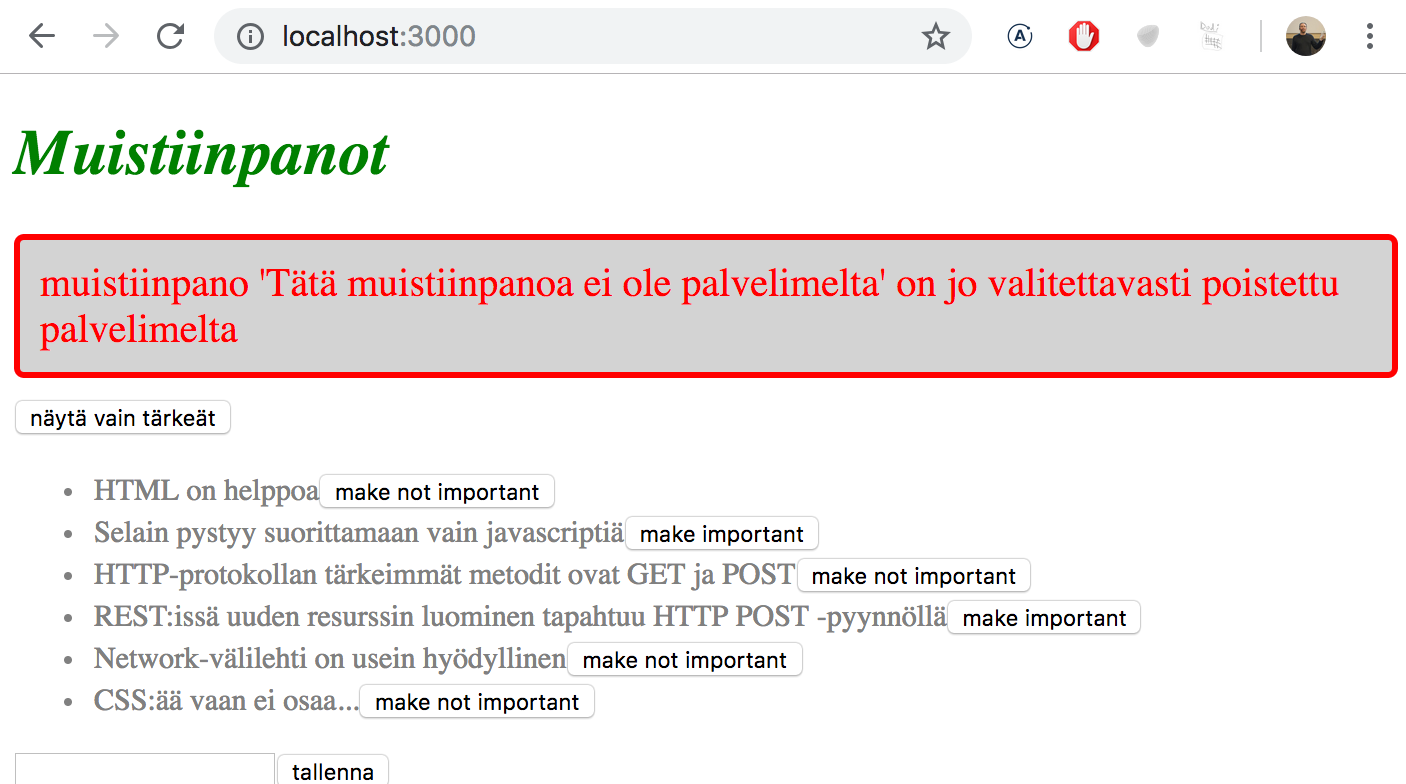 localhost:3000
Muistiinpanot
muistiinpano 'Tätä muistiinpanoa ei ole palvelimelta' on jo valitettavasti poistettu
palvelimelta
näytä vain tärkeät
HTML on helppoa make not important
Selain pystyy suorittamaan vain javascriptiä make important
HTTP-protokollan tärkeimmät metodit ovat GET ja POST make not important
REST:issä uuden resurssin luominen tapahtuu HTTP POST -pyynnöllä make important
Network-välilehti on usein hyödyllinen make not important
CSS:ää vaan ei osaa... make not important
tallenna